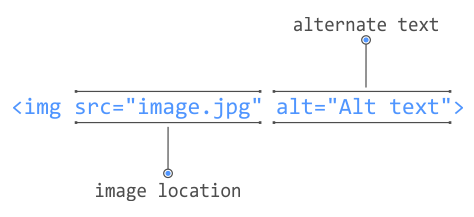 alternate text
<img src="image.jpg" alt="Alt text">
image location